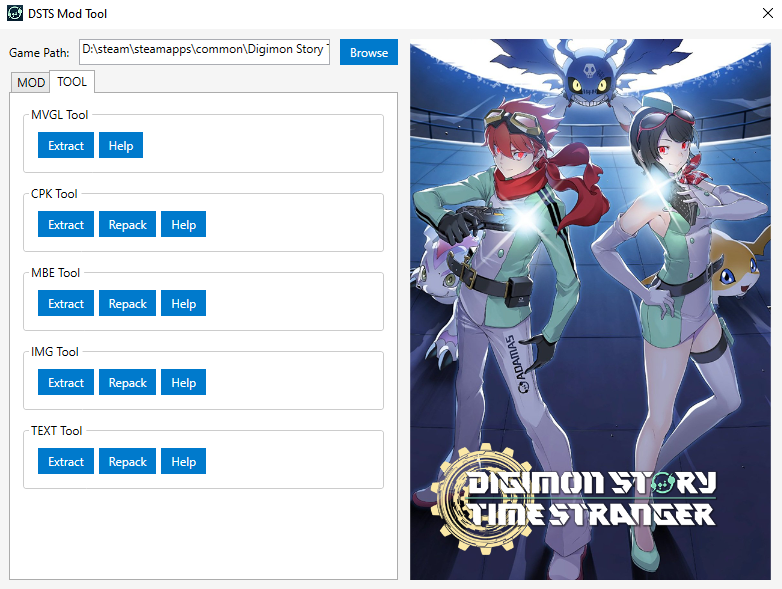 DSTS Mod Tool
Game Path: D:\steam\steamapps\common\Digimon Story T Browse
MOD TOOL
MVGL Tool
Extract Help
CPK Tool
Extract Repack Help
MBE Tool
Extract Repack Help
IMG Tool
Extract Repack Help
TEXT Tool
Extract Repack Help
ADAMAS
DIGIMON STORY
TIME STRANGER